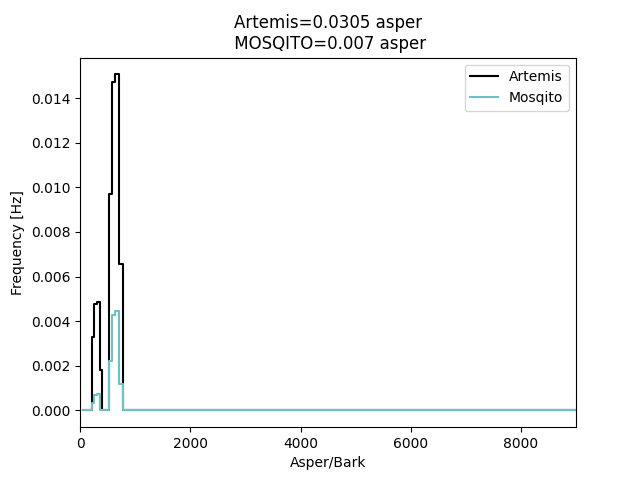 Artemis=0.0305 asper
MOSQITO=0.007 asper
Artemis
Mosqito
0.014
0.012
0.010
0.008
0.006
0.004
0.002
0.000
Frequency [Hz]
0 2000 4000 6000 8000
Asper/Bark